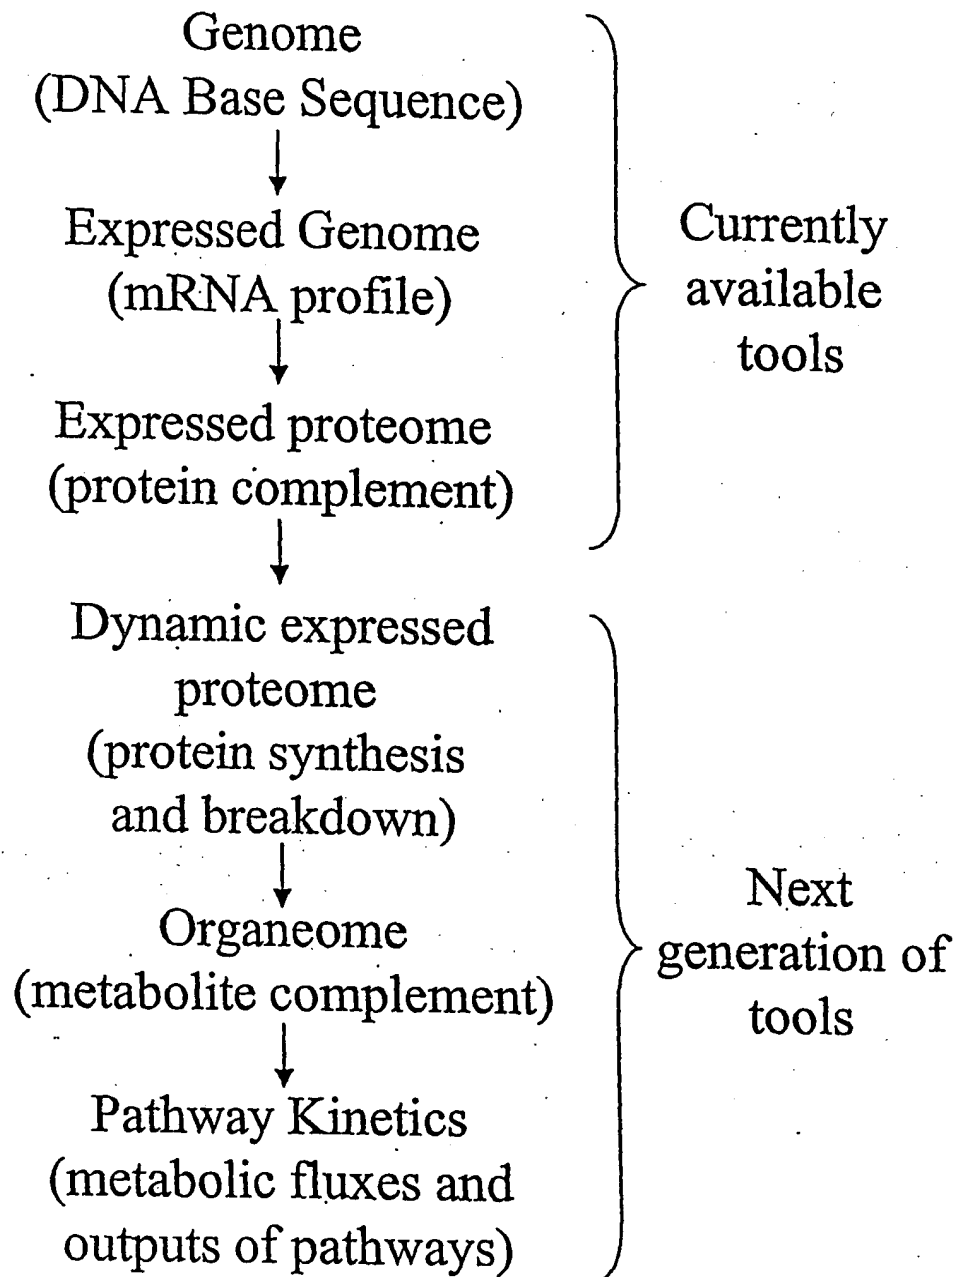 Genome
(DNA Base Sequence)
Expressed Genome
(mRNA profile)
Expressed proteome
(protein complement)
Currently
available
tools
Dynamic expressed
proteome
(protein synthesis
and breakdown)
Organeome
(metabolite complement)
Pathway Kinetics
(metabolic fluxes and
outputs of pathways)
Next
generation of
tools